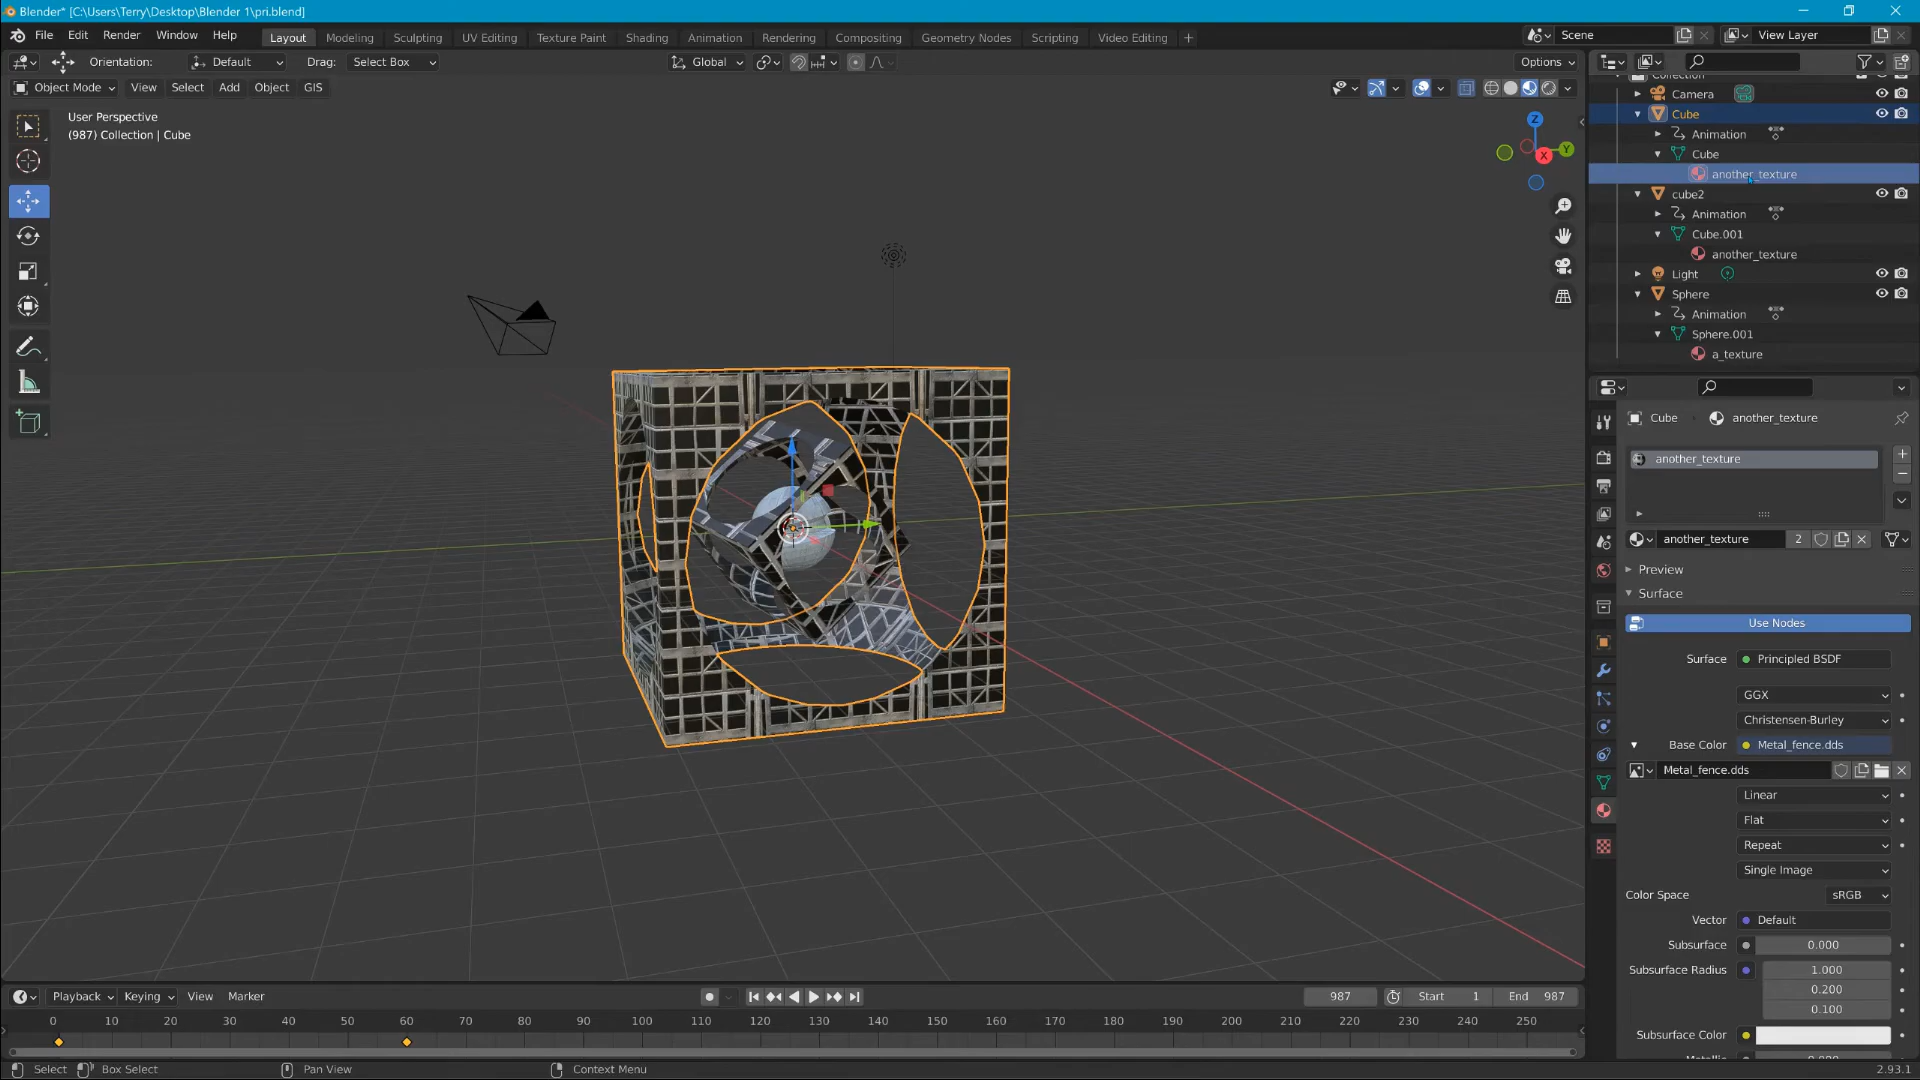 Blender* [C:\Users\Terry\Desktop\Blender 1\pri.blend]
File Edit Render Window Help Layout Modeling Sculpting UV Editing Texture Paint Shading Animation Rendering Compositing Geometry Nodes Scripting Video Editing + Scene View Layer
Orientation: Default Drag: Select Box Global Options
Object Mode View Select Add Object GIS
User Perspective
(987) Collection | Cube
Z
Y
X
Collection
Camera
Cube
Animation
Cube
another_texture
cube2
Animation
Cube.001
another_texture
Light
Sphere
Animation
Sphere.001
a_texture
Cube another_texture
another_texture
another_texture 2
Preview
Surface
Use Nodes
Surface Principled BSDF
GGX
Christensen-Burley
Base Color Metal_fence.dds
Metal_fence.dds
Linear
Flat
Repeat
Single Image
Color Space sRGB
Vector Default
Subsurface 0.000
Subsurface Radius 1.000
0.200
0.100
Subsurface Color
Metallic 0.000
Playback Keying View Marker 987 Start 1 End 987
0 10 20 30 40 50 60 70 80 90 100 110 120 130 140 150 160 170 180 190 200 210 220 230 240 250
Select Box Select Pan View Context Menu 2.93.1